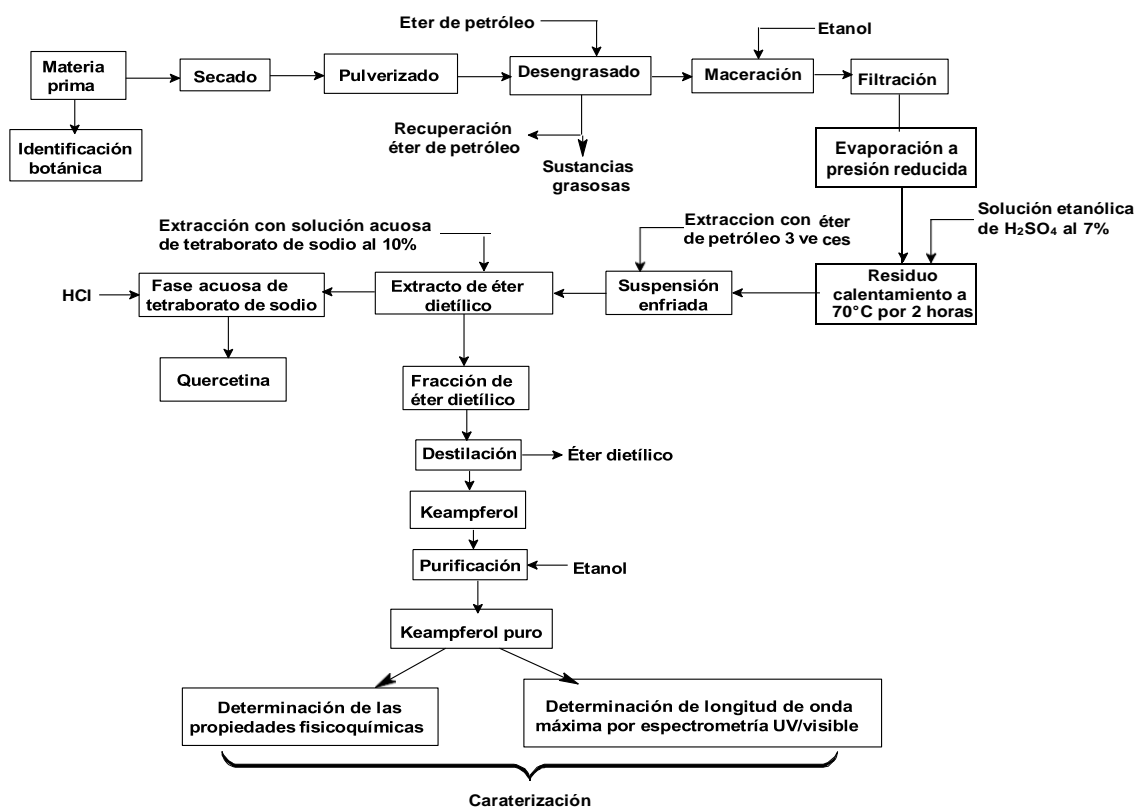 Eter de petróleo
Etanol
Materia
prima
Secado
Pulverizado
Desengrasado
Maceración
Filtración
Identificación
botánica
Recuperación
éter de petróleo
Sustancias
grasosas
Evaporación a
presión reducida
Solución etanólica
de H₂SO₄ al 7%
Extracción con solución acuosa
de tetraborato de sodio al 10%
Extraccion con éter
de petróleo 3 ve ces
HCl
Fase acuosa de
tetraborato de sodio
Extracto de éter
dietílico
Suspensión
enfriada
Residuo
calentamiento a
70°C por 2 horas
Quercetina
Fracción de
éter dietílico
Destilación
Éter dietílico
Keampferol
Purificación
Etanol
Keampferol puro
Determinación de las
propiedades fisicoquímicas
Determinación de longitud de onda
máxima por espectrometría UV/visible
Caraterización